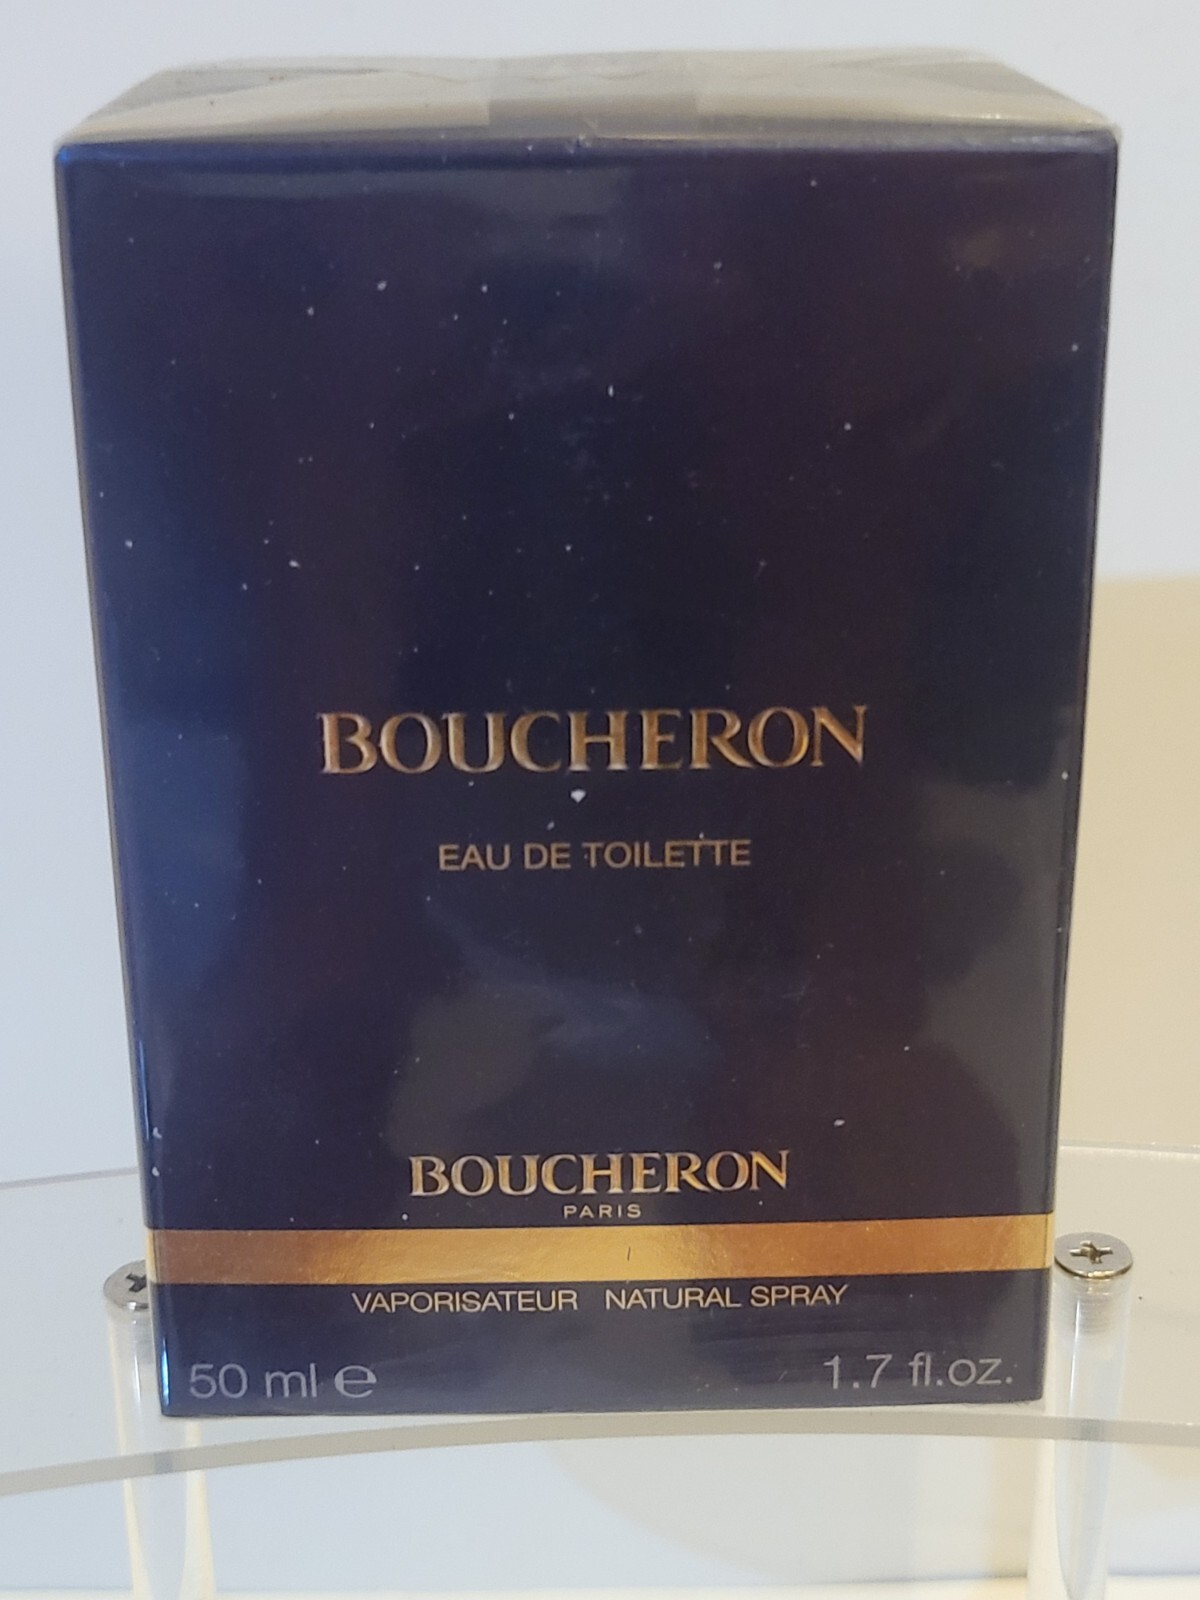 BOUCHERON
EAU DE TOILETTE
BOUCHERON
PARIS
VAPORISATEUR NATURAL SPRAY
50 ml ℮ 1.7 fl.oz.